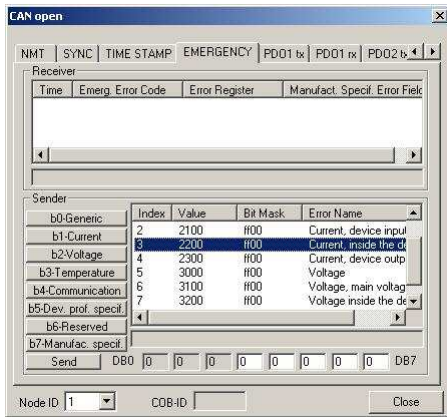 CAN open
NMT SYNC TIME STAMP EMERGENCY PDO1 tx PDO1 rx PDO2 tx
Receiver
Time Emerg. Error Code Error Register Manufact. Specif. Error Field
Sender
b0-Generic
b1-Current
b2-Voltage
b3-Temperature
b4-Communication
b5-Dev. prof. specif.
b6-Reserved
b7-Manufac. specif.
Index Value Bit Mask Error Name
2 2100 ff00 Current, device input
3 2200 ff00 Current, inside the de
4 2300 ff00 Current, device outp
5 3000 ff00 Voltage
6 3100 ff00 Voltage, main voltag
7 3200 ff00 Voltage inside the de
Send DB0 0 0 0 0 0 0 0 0 DB7
Node ID 1 COB-ID Close